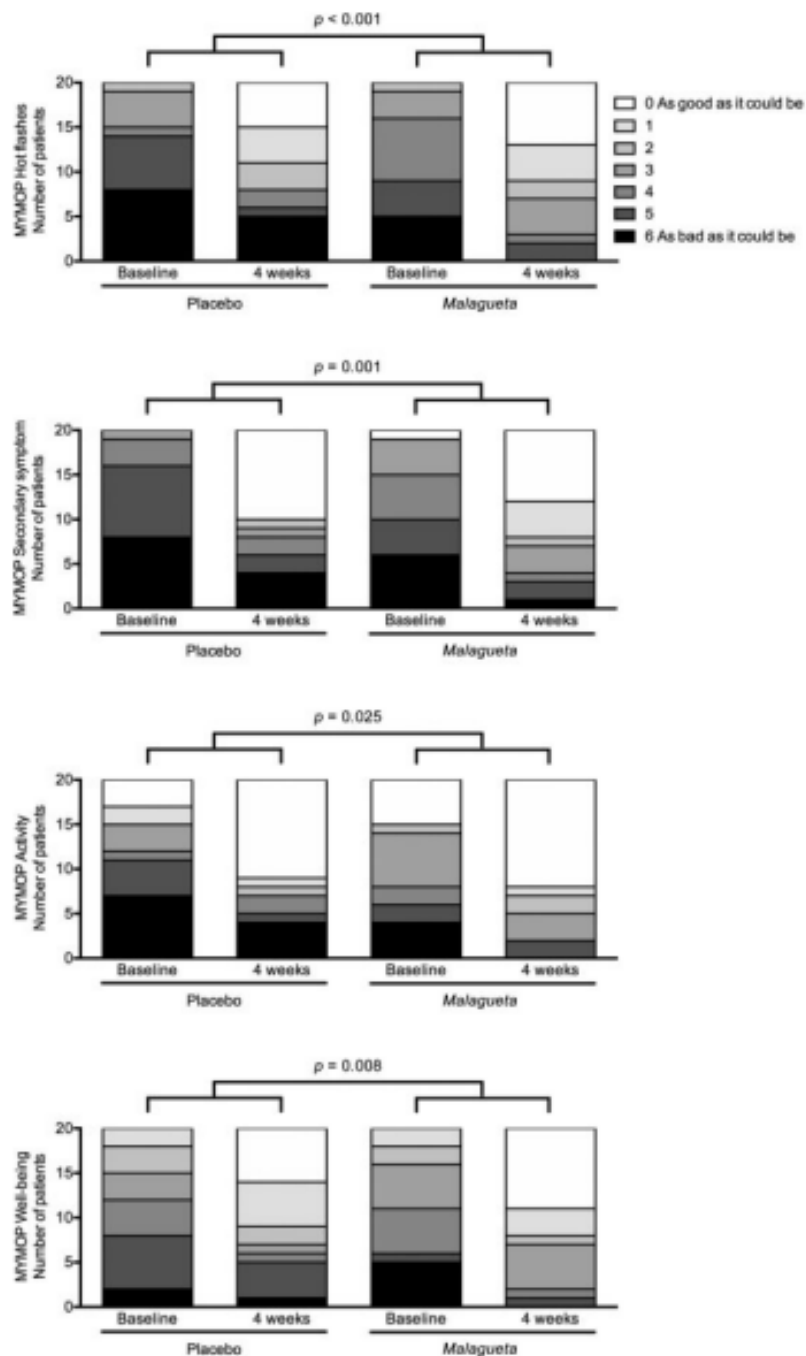 p < 0.001
MYMOP Hot flashes
Number of patients
20
15
10
5
0
Baseline 4 weeks Baseline 4 weeks
Placebo Malagueta
0 As good as it could be
1
2
3
4
5
6 As bad as it could be
p = 0.001
MYMOP Secondary symptom
Number of patients
20
15
10
5
0
Baseline 4 weeks Baseline 4 weeks
Placebo Malagueta
p = 0.025
MYMOP Activity
Number of patients
20
15
10
5
0
Baseline 4 weeks Baseline 4 weeks
Placebo Malagueta
p = 0.008
MYMOP Well-being
Number of patients
20
15
10
5
0
Baseline 4 weeks Baseline 4 weeks
Placebo Malagueta